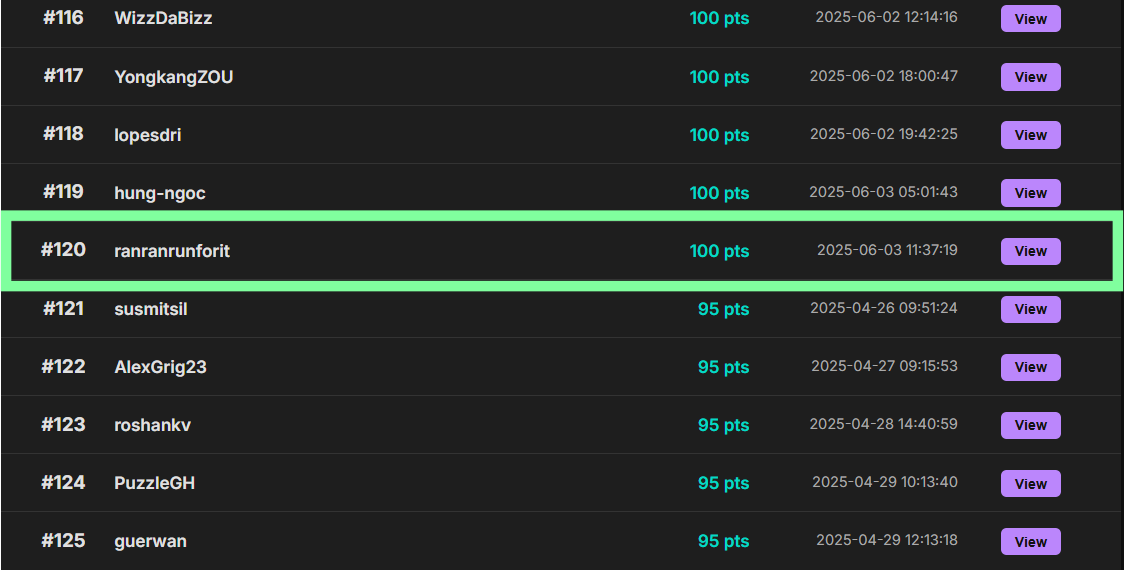 #116 WizzDaBizz 100 pts 2025-06-02 12:14:16 View
#117 YongkangZOU 100 pts 2025-06-02 18:00:47 View
#118 lopesdri 100 pts 2025-06-02 19:42:25 View
#119 hung-ngoc 100 pts 2025-06-03 05:01:43 View
#120 ranranrunforit 100 pts 2025-06-03 11:37:19 View
#121 susmitsil 95 pts 2025-04-26 09:51:24 View
#122 AlexGrig23 95 pts 2025-04-27 09:15:53 View
#123 roshankv 95 pts 2025-04-28 14:40:59 View
#124 PuzzleGH 95 pts 2025-04-29 10:13:40 View
#125 guerwan 95 pts 2025-04-29 12:13:18 View